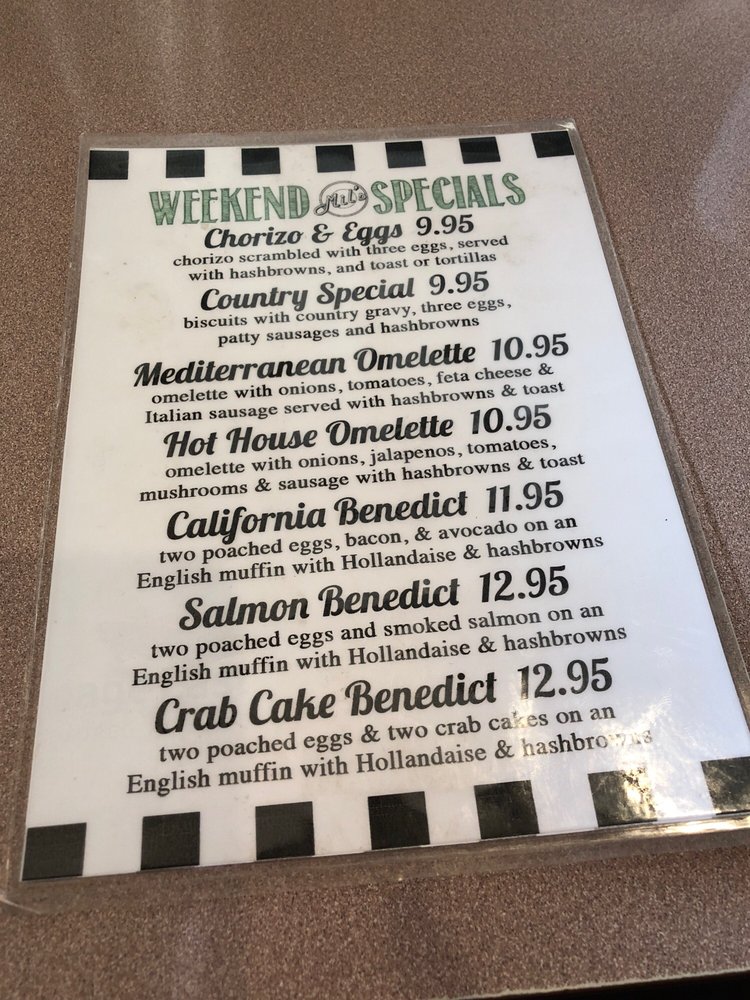 WEEKEND Mel's SPECIALS
Chorizo & Eggs 9.95
chorizo scrambled with three eggs, served
with hashbrowns, and toast or tortillas
Country Special 9.95
biscuits with country gravy, three eggs,
patty sausages and hashbrowns
Mediterranean Omelette 10.95
omelette with onions, tomatoes, feta cheese &
Italian sausage served with hashbrowns & toast
Hot House Omelette 10.95
omelette with onions, jalapenos, tomatoes,
mushrooms & sausage with hashbrowns & toast
California Benedict 11.95
two poached eggs, bacon, & avocado on an
English muffin with Hollandaise & hashbrowns
Salmon Benedict 12.95
two poached eggs and smoked salmon on an
English muffin with Hollandaise & hashbrowns
Crab Cake Benedict 12.95
two poached eggs & two crab cakes on an
English muffin with Hollandaise & hashbrowns